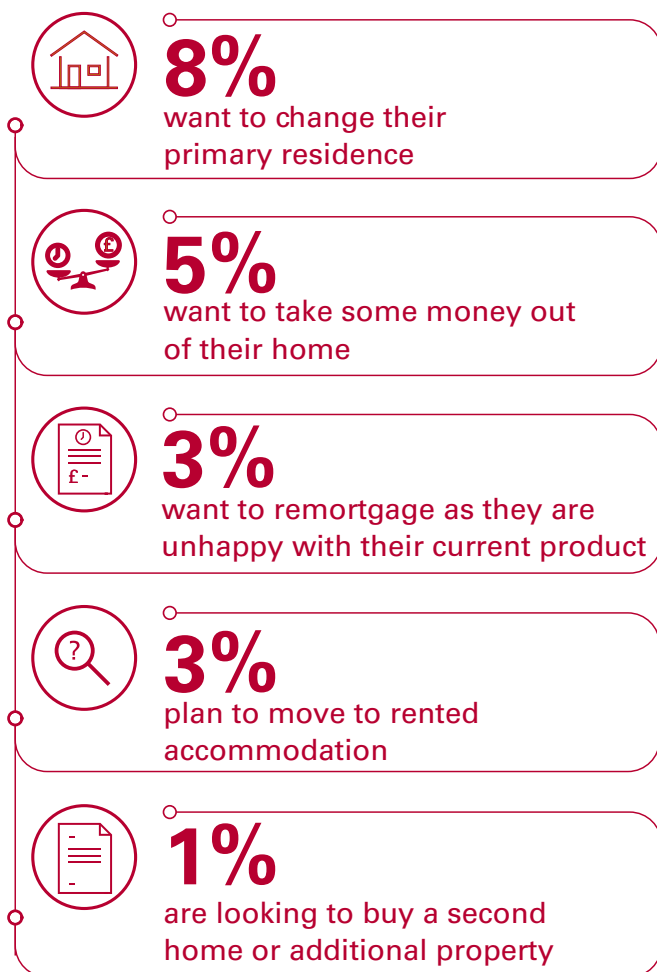 8%
want to change their
primary residence
£
5%
want to take some money out
of their home
£-
3%
want to remortgage as they are
unhappy with their current product
?
3%
plan to move to rented
accommodation
1%
are looking to buy a second
home or additional property